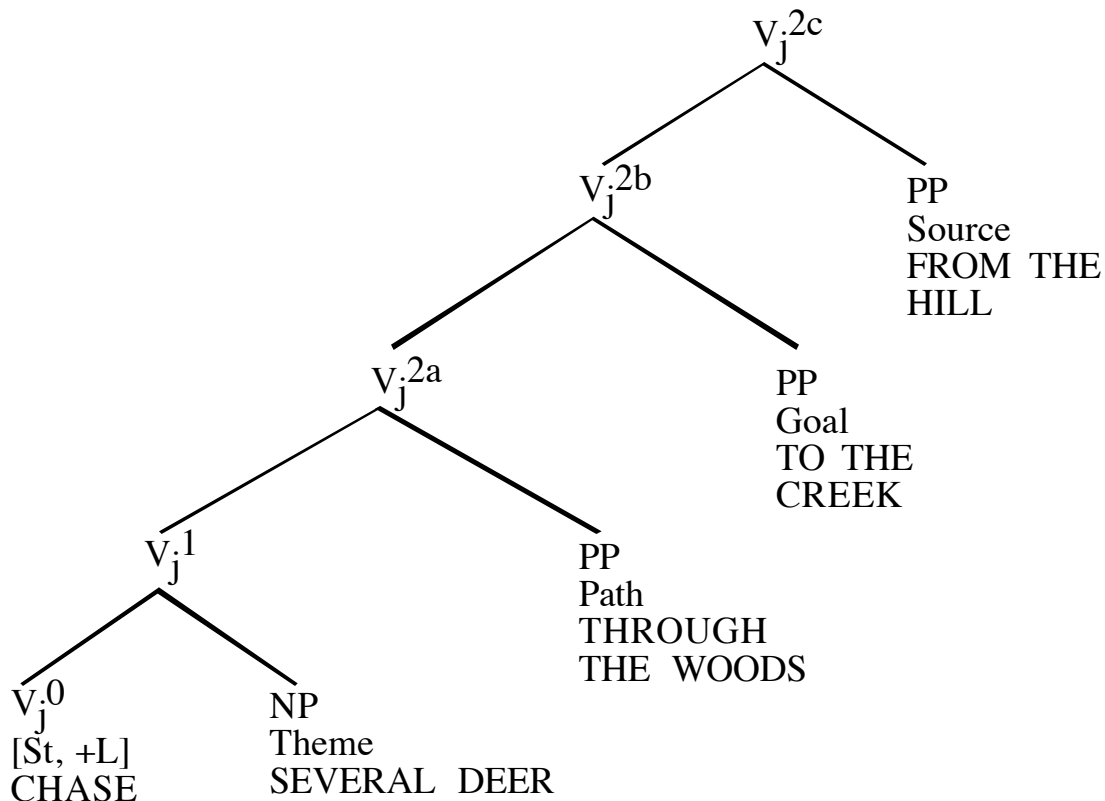 Vj2c
Vj2b
PP
Source
FROM THE
HILL
Vj2a
PP
Goal
TO THE
CREEK
Vj1
PP
Path
THROUGH
THE WOODS
Vj0
[St, +L]
CHASE
NP
Theme
SEVERAL DEER